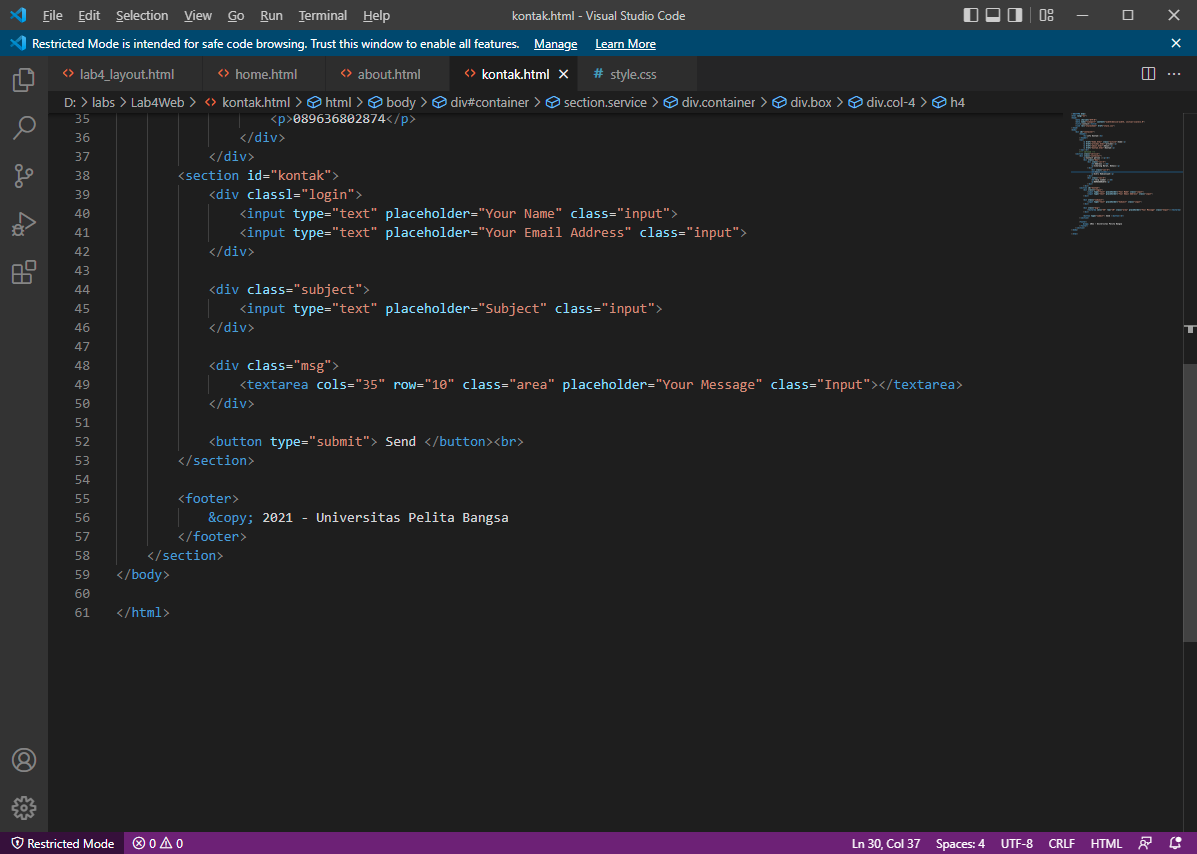 File Edit Selection View Go Run Terminal Help kontak.html - Visual Studio Code
Restricted Mode is intended for safe code browsing. Trust this window to enable all features. Manage Learn More
lab4_layout.html home.html about.html kontak.html style.css
D: > labs > Lab4Web > kontak.html > html > body > div#container > section.service > div.container > div.box > div.col-4 > h4
35 <p>089636802874</p>
36 </div>
37 </div>
38 <section id="kontak">
39 <div classl="login">
40 <input type="text" placeholder="Your Name" class="input">
41 <input type="text" placeholder="Your Email Address" class="input">
42 </div>
43
44 <div class="subject">
45 <input type="text" placeholder="Subject" class="input">
46 </div>
47
48 <div class="msg">
49 <textarea cols="35" row="10" class="area" placeholder="Your Message" class="Input"></textarea>
50 </div>
51
52 <button type="submit"> Send </button><br>
53 </section>
54
55 <footer>
56 &copy; 2021 - Universitas Pelita Bangsa
57 </footer>
58 </section>
59 </body>
60
61 </html>
Restricted Mode 0 0 Ln 30, Col 37 Spaces: 4 UTF-8 CRLF HTML